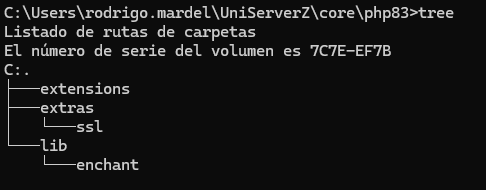 C:\Users\rodrigo.mardel\UniServerZ\core\php83>tree
Listado de rutas de carpetas
El número de serie del volumen es 7C7E-EF7B
C:.
├───extensions
├───extras
│   └───ssl
└───lib
    └───enchant